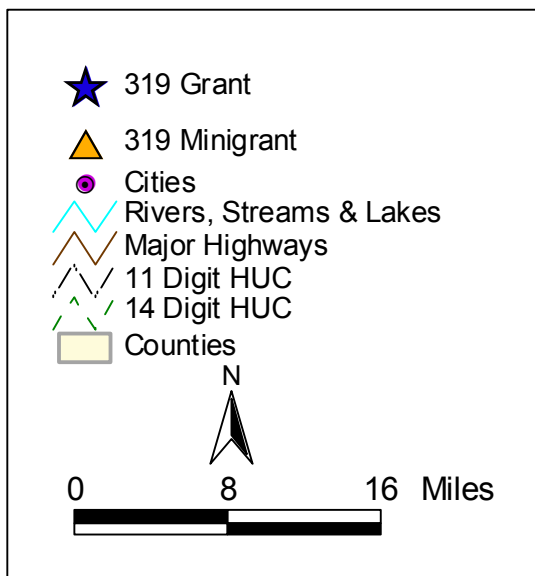 319 Grant
319 Minigrant
Cities
Rivers, Streams & Lakes
Major Highways
11 Digit HUC
14 Digit HUC
Counties
N
0 8 16 Miles